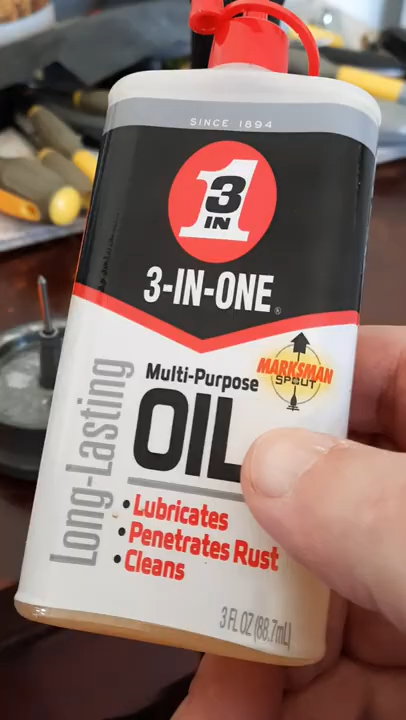 SINCE 1894
3
IN
1
3-IN-ONE®
MARKSMAN
SPOUT
Multi-Purpose
OIL
Long-Lasting
• Lubricates
• Penetrates Rust
• Cleans
3 FL OZ (88.7mL)